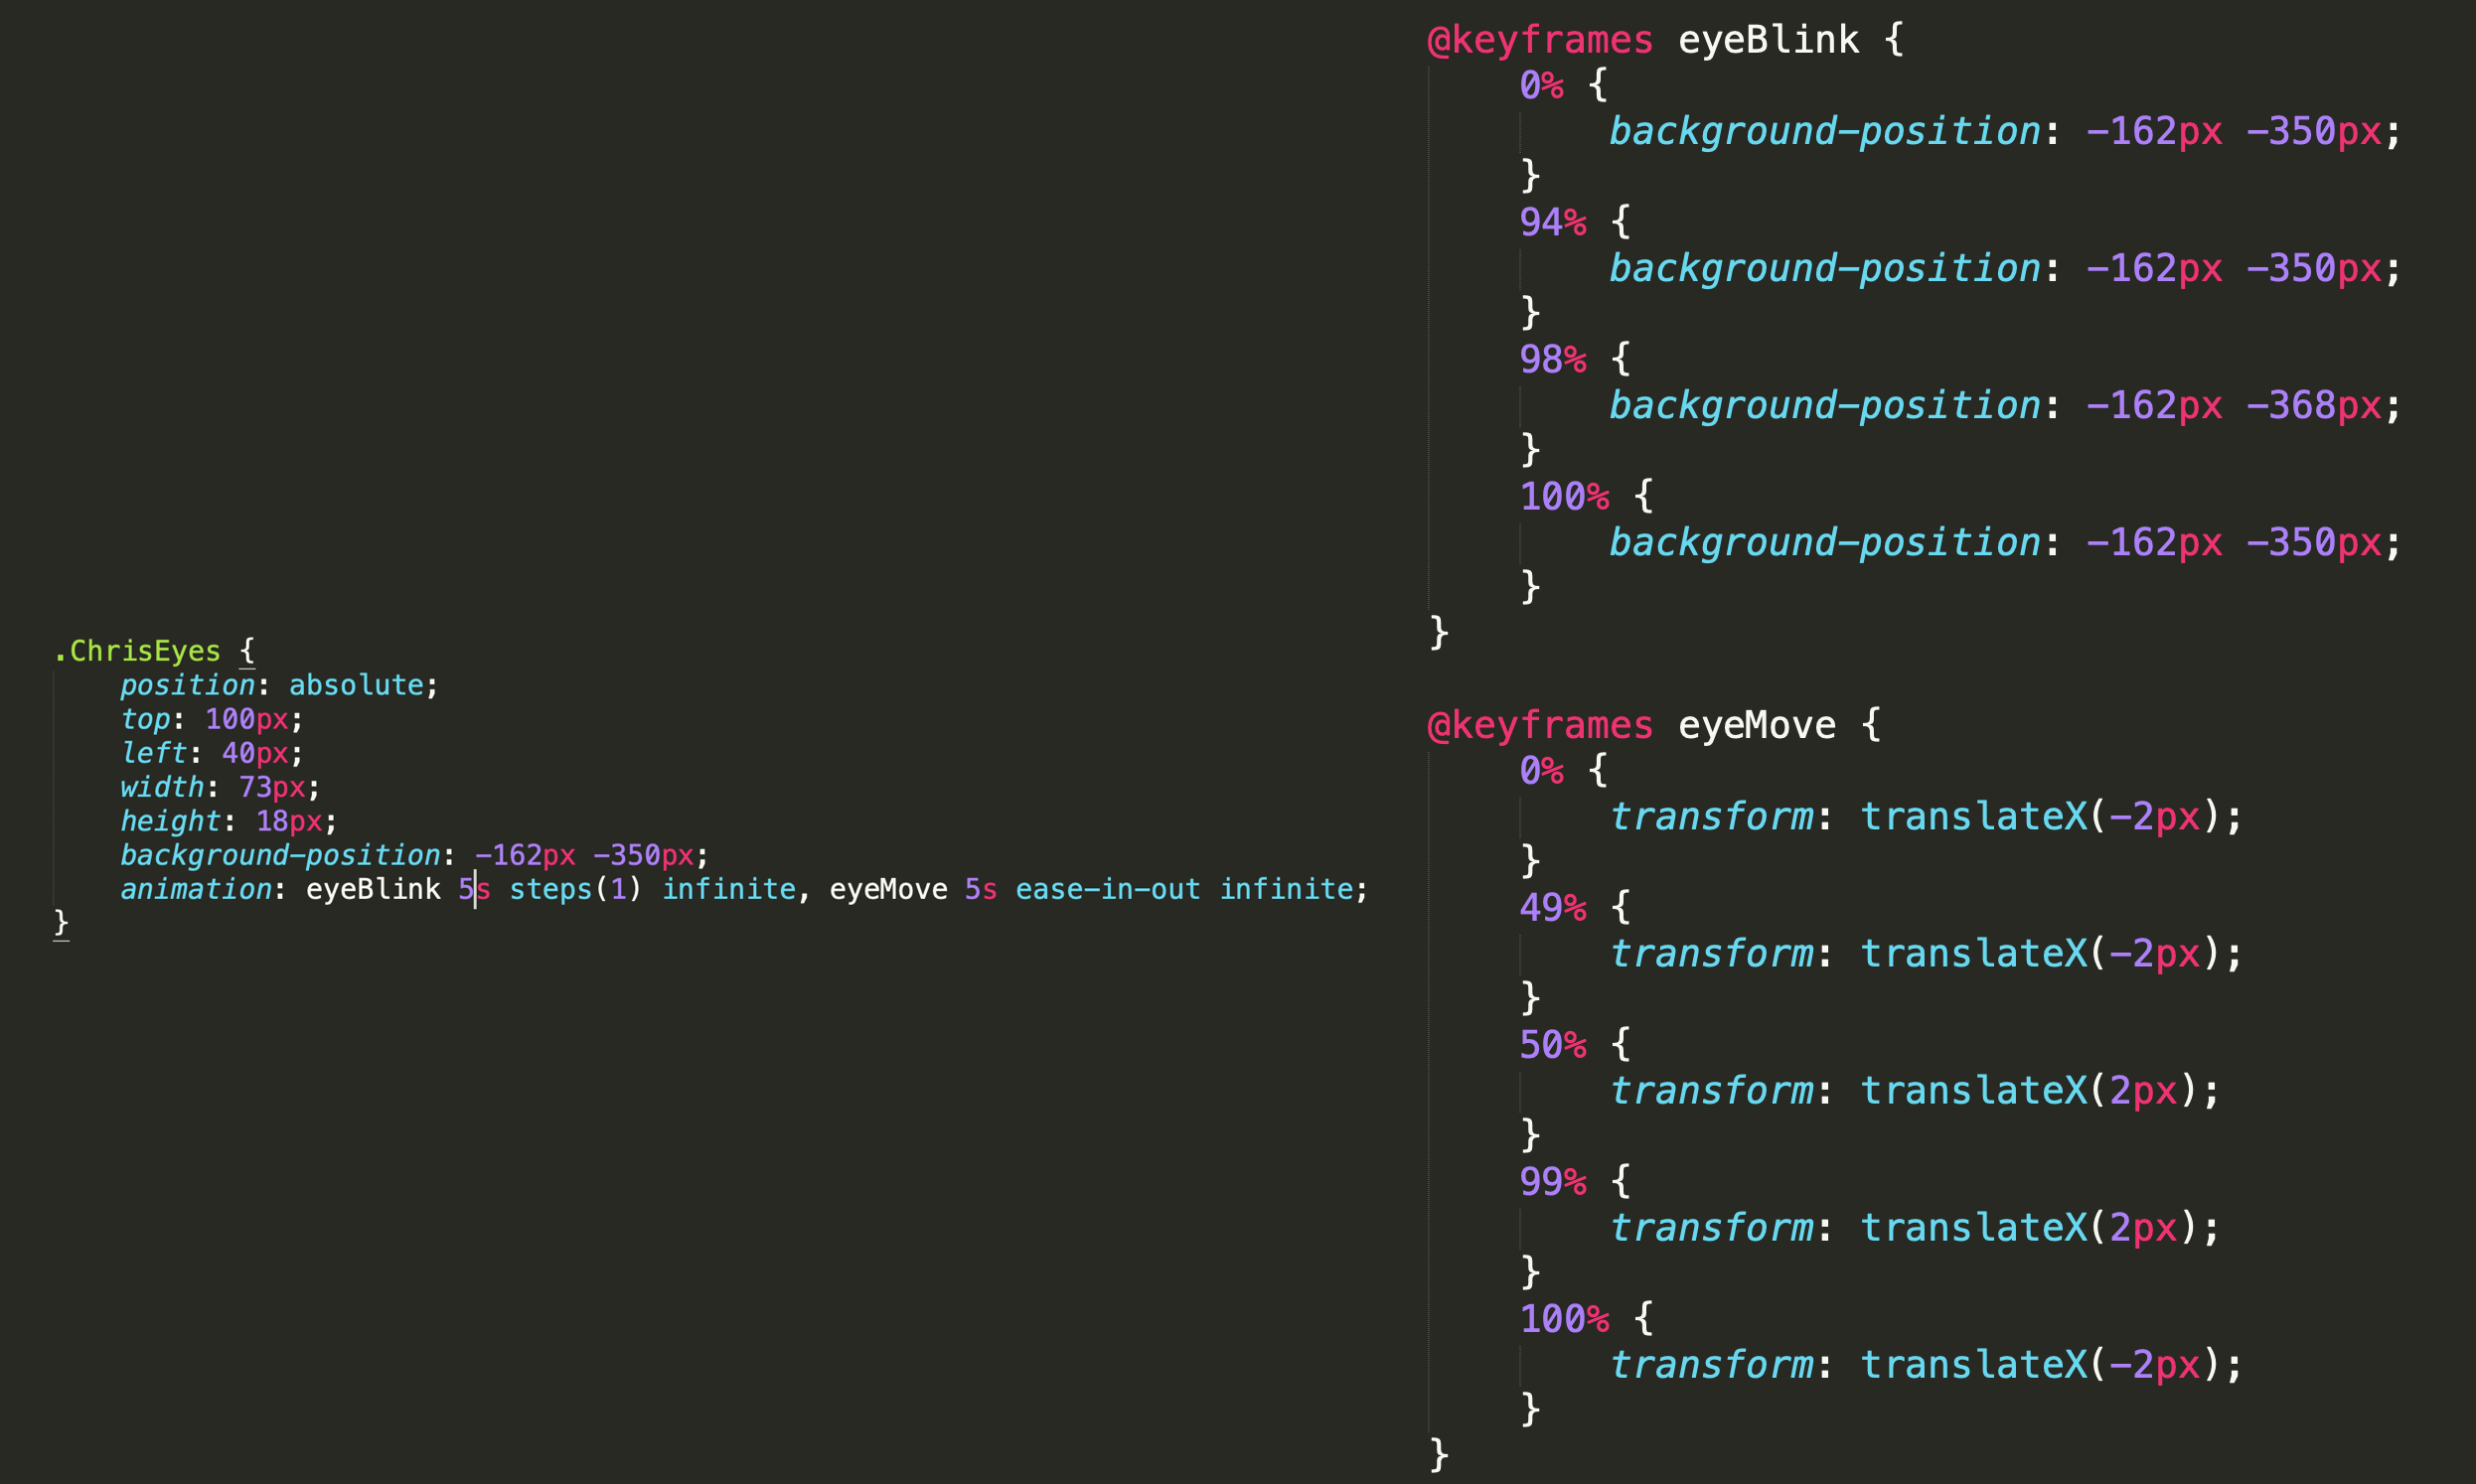 .ChrisEyes {
    position: absolute;
    top: 100px;
    left: 40px;
    width: 73px;
    height: 18px;
    background-position: -162px -350px;
    animation: eyeBlink 5s steps(1) infinite, eyeMove 5s ease-in-out infinite;
}
@keyframes eyeBlink {
    0% {
        background-position: -162px -350px;
    }
    94% {
        background-position: -162px -350px;
    }
    98% {
        background-position: -162px -368px;
    }
    100% {
        background-position: -162px -350px;
    }
}
@keyframes eyeMove {
    0% {
        transform: translateX(-2px);
    }
    49% {
        transform: translateX(-2px);
    }
    50% {
        transform: translateX(2px);
    }
    99% {
        transform: translateX(2px);
    }
    100% {
        transform: translateX(-2px);
    }
}